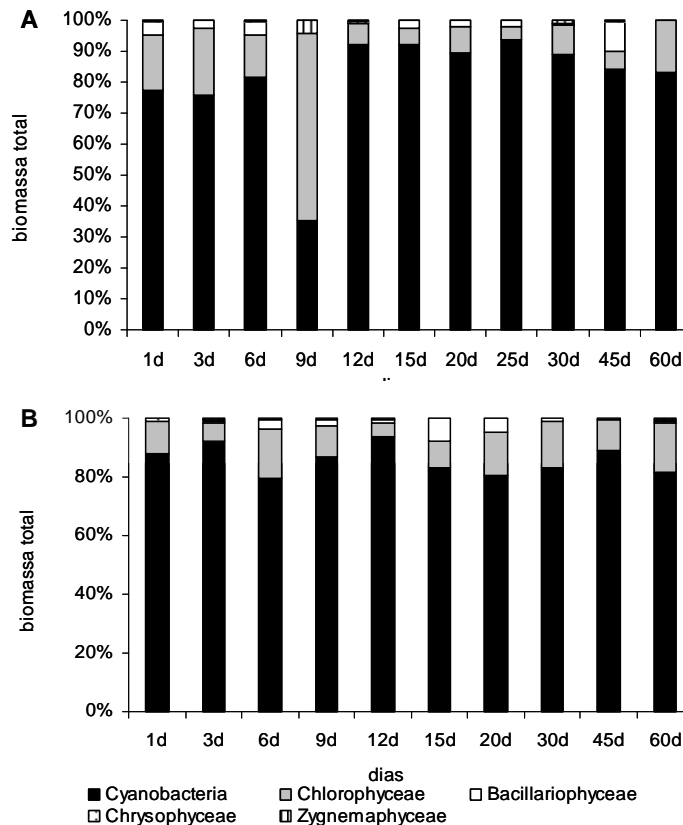 A
100%
90%
80%
70%
60%
50%
40%
30%
20%
10%
0%
biomassa total
1d 3d 6d 9d 12d 15d 20d 25d 30d 45d 60d
B
100%
80%
60%
40%
20%
0%
biomassa total
1d 3d 6d 9d 12d 15d 20d 30d 45d 60d
dias
Cyanobacteria Chlorophyceae Bacillariophyceae
Chrysophyceae Zygnemaphyceae